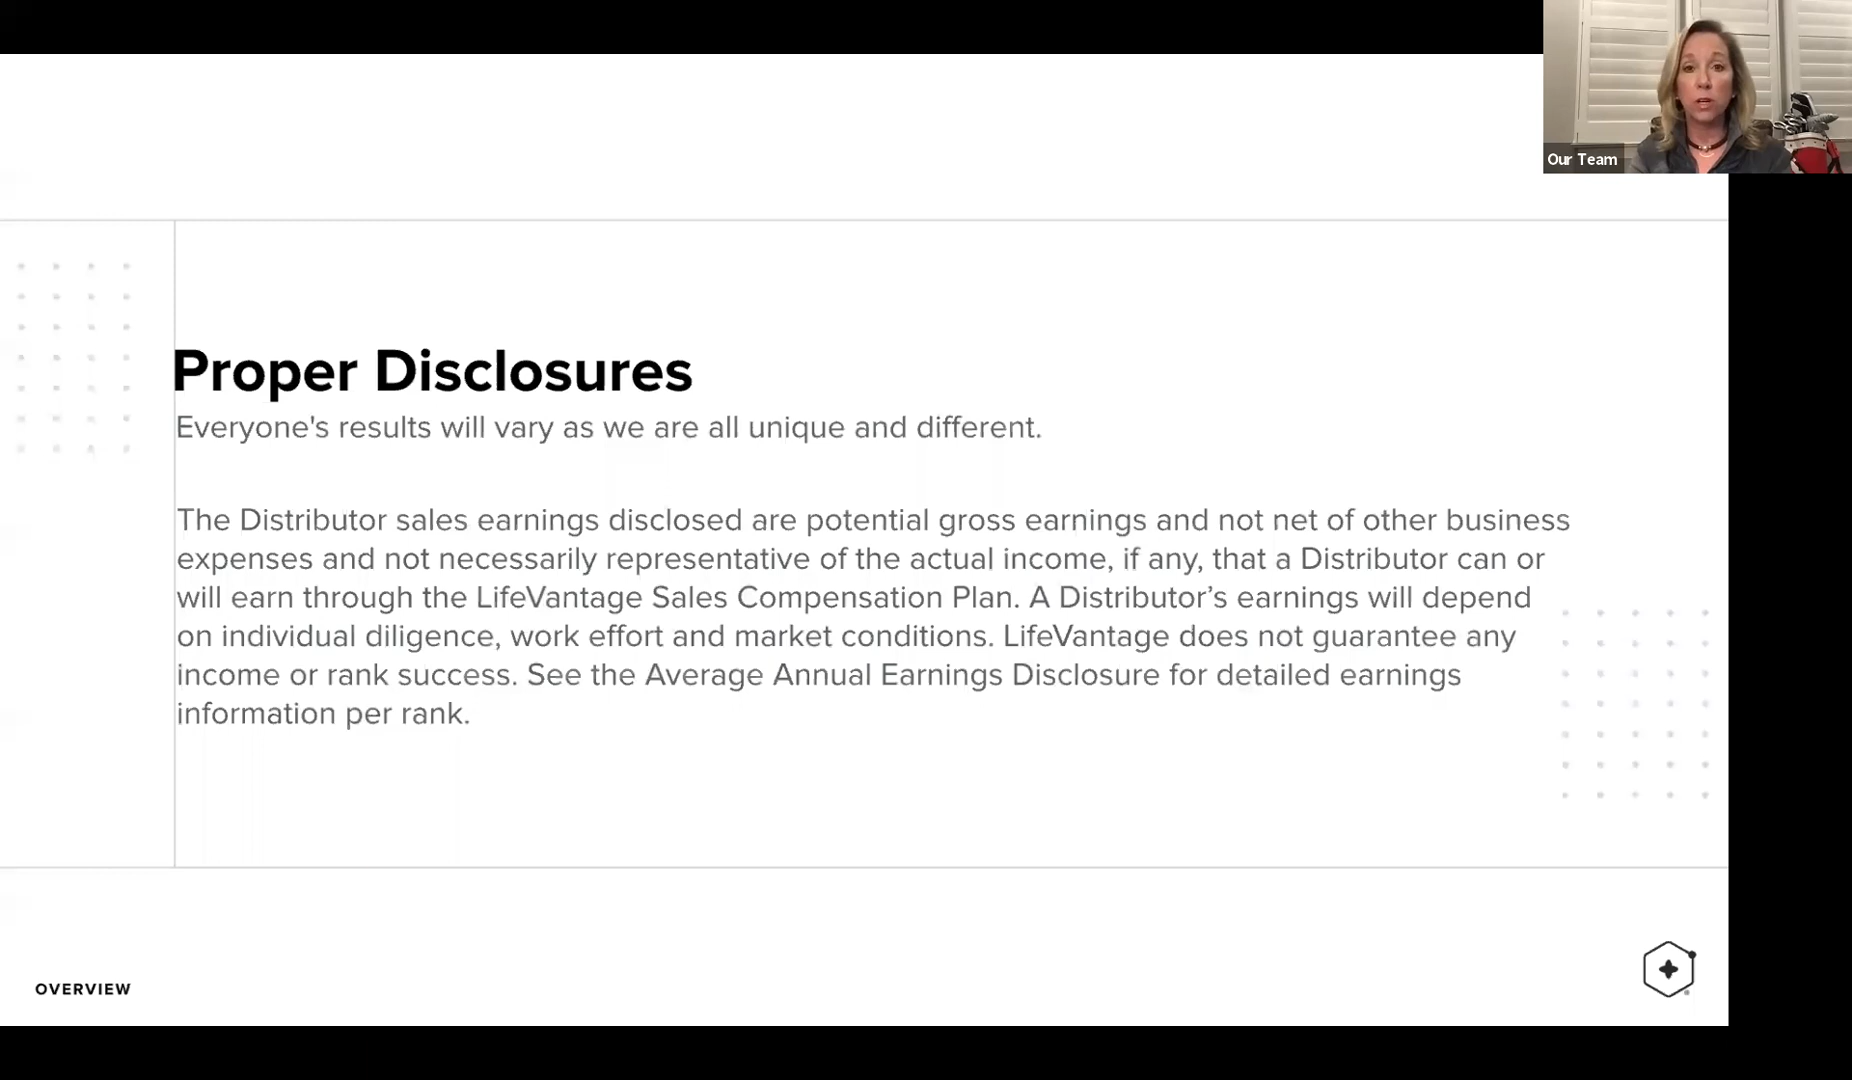 Our Team
Proper Disclosures
Everyone's results will vary as we are all unique and different.
The Distributor sales earnings disclosed are potential gross earnings and not net of other business
expenses and not necessarily representative of the actual income, if any, that a Distributor can or
will earn through the LifeVantage Sales Compensation Plan. A Distributor’s earnings will depend
on individual diligence, work effort and market conditions. LifeVantage does not guarantee any
income or rank success. See the Average Annual Earnings Disclosure for detailed earnings
information per rank.
OVERVIEW